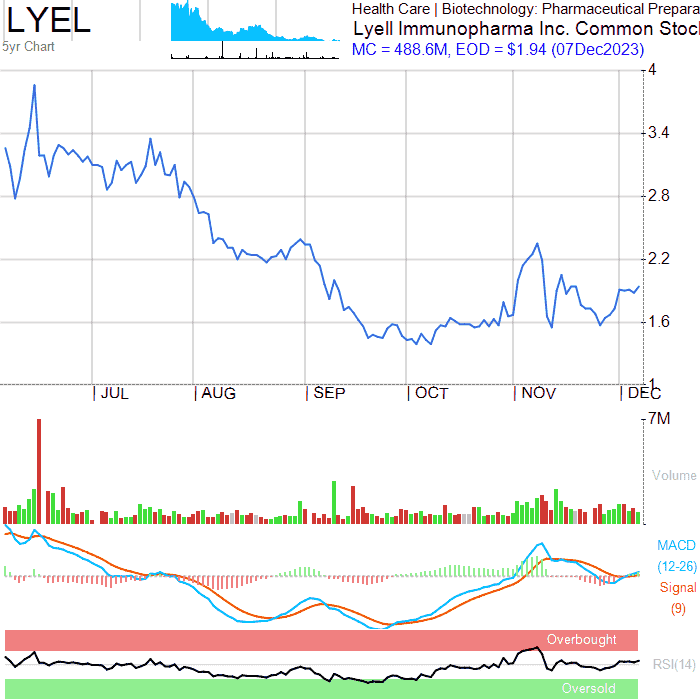 LYEL
5yr Chart
Health Care | Biotechnology: Pharmaceutical Prepara
Lyell Immunopharma Inc. Common Stoc
MC = 488.6M, EOD = $1.94 (07Dec2023)
4
3.4
2.8
2.2
1.6
1
JUL AUG SEP OCT NOV DEC
7M
Volume
MACD
(12-26)
Signal
(9)
Overbought
RSI(14)
Oversold